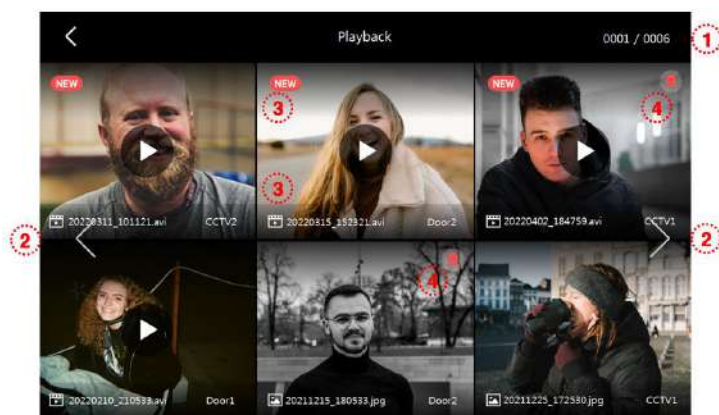 Playback
0001 / 0006
1
NEW
NEW
NEW
3
4
3
20220311_101121.avi CCTV2
20220315_152321.avi Door2
20220402_184759.avi CCTV1
2
2
4
20220210_210533.avi Door1
20211215_180533.jpg Door2
20211225_172530.jpg CCTV1